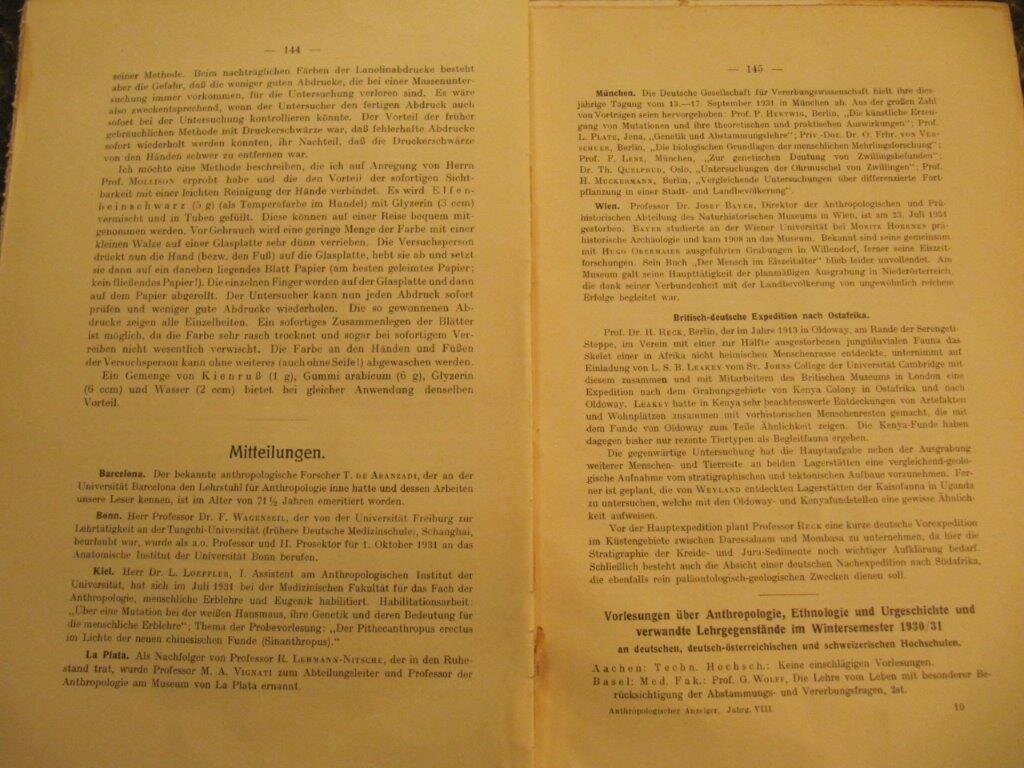 — 144 —
seiner Methode. Beim nachträglichen Färben der Lanolinabdrucke besteht
aber die Gefahr, daß die weniger guten Abdrucke, die bei einer Massenunter-
suchung immer vorkommen, für die Untersuchung verloren sind. Es wäre
also zweckentsprechend, wenn der Untersucher den fertigen Abdruck auch
sofort bei der Untersuchung kontrollieren könnte. Der Vorteil der früher
gebräuchlichen Methode mit Druckerschwärze war, daß fehlerhafte Abdrucke
sofort wiederholt werden konnten, ihr Nachteil, daß die Druckerschwärze
von den Händen schwer zu entfernen war.
Ich möchte eine Methode beschreiben, die ich auf Anregung von Herrn
Prof. MOLLISON erprobt habe und die den Vorteil der sofortigen Sicht-
barkeit mit einer leichten Reinigung der Hände verbindet. Es wird Elfen-
beinschwarz (5 g) (als Temperafarbe im Handel) mit Glyzerin (3 ccm)
vermischt und in Tuben gefüllt. Diese können auf einer Reise bequem mit-
genommen werden. Vor Gebrauch wird eine geringe Menge der Farbe mit einer
kleinen Walze auf einer Glasplatte sehr dünn verrieben. Die Versuchsperson
drückt nun die Hand (bezw. den Fuß) auf die Glasplatte, hebt sie ab und setzt
sie dann auf ein daneben liegendes Blatt Papier (am besten geleimtes Papier;
kein fließendes Papier!). Die einzelnen Finger werden auf der Glasplatte und dann
auf dem Papier abgerollt. Der Untersucher kann nun jeden Abdruck sofort
prüfen und weniger gute Abdrucke wiederholen. Die so gewonnenen Ab-
drucke zeigen alle Einzelheiten. Ein sofortiges Zusammenlegen der Blätter
ist möglich, da die Farbe sehr rasch trocknet und sogar bei sofortigem Ver-
reiben nicht wesentlich verwischt. Die Farbe an den Händen und Füßen
der Versuchsperson kann ohne weiteres (auch ohne Seife!) abgewaschen werden.
Ein Gemenge von Kienruß (1 g), Gummi arabicum (6 g), Glyzerin
(6 ccm) und Wasser (2 ccm) bietet bei gleicher Anwendung denselben
Vorteil.
Mitteilungen.
Barcelona. Der bekannte anthropologische Forscher T. DE ARANZADI, der an der
Universität Barcelona den Lehrstuhl für Anthropologie inne hatte und dessen Arbeiten
unsere Leser kennen, ist im Alter von 71½ Jahren emeritiert worden.
Bonn. Herr Professor Dr. F. WAGENSEIL, der von der Universität Freiburg zur
Lehrtätigkeit an der Tungchi-Universität (frühere Deutsche Medizinschule), Schanghai,
beurlaubt war, wurde als a.o. Professor und II. Prosektor für 1. Oktober 1931 an das
Anatomische Institut der Universität Bonn berufen.
Kiel. Herr Dr. L. LOEFFLER, I. Assistent am Anthropologischen Institut der
Universität, hat sich im Juli 1931 bei der Medizinischen Fakultät für das Fach der
Anthropologie, menschliche Erblehre und Eugenik habilitiert. Habilitationsarbeit:
„Über eine Mutation bei der weißen Hausmaus, ihre Genetik und deren Bedeutung für
die menschliche Erblehre“; Thema der Probevorlesung: „Der Pithecanthropus erectus
im Lichte der neuen chinesischen Funde (Sinanthropus).“
La Plata. Als Nachfolger von Professor R. LEHMANN-NITSCHE, der in den Ruhe-
stand trat, wurde Professor M. A. VIGNATI zum Abteilungsleiter und Professor der
Anthropologie am Museum von La Plata ernannt.
— 145 —
München. Die Deutsche Gesellschaft für Vererbungswissenschaft hielt ihre dies-
jährige Tagung vom 13.—17. September 1931 in München ab. Aus der großen Zahl
von Vorträgen seien hervorgehoben: Prof. P. HERTWIG, Berlin, „Die künstliche Erzeu-
gung von Mutationen und ihre theoretischen und praktischen Auswirkungen“; Prof.
L. PLATE, Jena, „Genetik und Abstammungslehre“; Priv.-Doz. Dr. O. Frhr. VON VER-
SCHUER, Berlin, „Die biologischen Grundlagen der menschlichen Mehrlingsforschung“;
Prof. F. LENZ, München, „Zur genetischen Deutung von Zwillingsbefunden“;
Dr. Th. QUELPRUD, Oslo, „Untersuchungen der Ohrmuschel von Zwillingen“; Prof.
H. MUCKERMANN, Berlin, „Vergleichende Untersuchungen über differenzierte Fort-
pflanzung in einer Stadt- und Landbevölkerung“.
Wien. Professor Dr. JOSEF BAYER, Direktor der Anthropologischen und Prä-
historischen Abteilung des Naturhistorischen Museums in Wien, ist am 23. Juli 1931
gestorben. BAYER studierte an der Wiener Universität bei MORITZ HOERNES prä-
historische Archäologie und kam 1908 an das Museum. Bekannt sind seine gemeinsam
mit HUGO OBERMAIER ausgeführten Grabungen in Willendorf, ferner seine Eiszeit-
forschungen. Sein Buch „Der Mensch im Eiszeitalter“ blieb leider unvollendet. Am
Museum galt seine Haupttätigkeit der planmäßigen Ausgrabung in Niederösterreich,
die dank seiner Verbundenheit mit der Landbevölkerung von ungewöhnlich reichem
Erfolge begleitet war.
Britisch-deutsche Expedition nach Ostafrika.
Prof. Dr. H. RECK, Berlin, der im Jahre 1913 in Oldoway, am Rande der Serengeti-
Steppe, im Verein mit einer zur Hälfte ausgestorbenen jungdiluvialen Fauna das
Skelet einer in Afrika nicht heimischen Menschenrasse entdeckte, unternimmt auf
Einladung von L. S. B. LEAKEY vom ST. JOHNS College der Universität Cambridge mit
diesem zusammen und mit Mitarbeitern des Britischen Museums in London eine
Expedition nach dem Grabungsgebiete von Kenya Colony in Ostafrika und nach
Oldoway. LEAKEY hatte in Kenya sehr beachtenswerte Entdeckungen von Artefakten
und Wohnplätzen zusammen mit vorhistorischen Menschenresten gemacht, die mit
dem Funde von Oldoway zum Teile Ähnlichkeit zeigen. Die Kenya-Funde haben
dagegen bisher nur rezente Tiertypen als Begleitfauna ergeben.
Die gegenwärtige Untersuchung hat die Hauptaufgabe neben der Ausgrabung
weiterer Menschen- und Tierreste an beiden Lagerstätten eine vergleichend-geolo-
gische Aufnahme vom stratigraphischen und tektonischen Aufbaue vorzunehmen. Fer-
ner ist geplant, die von WEYLAND entdeckten Lagerstätten der Kaisofauna in Uganda
zu untersuchen, welche mit den Oldoway- und Kenyafundstellen eine gewisse Ähnlich-
keit aufweisen.
Vor der Hauptexpedition plant Professor RECK eine kurze deutsche Vorexpedition
im Küstengebiete zwischen Daressalaam und Mombasa zu unternehmen, da hier die
Stratigraphie der Kreide- und Jura-Sedimente noch wichtiger Aufklärung bedarf.
Schließlich besteht auch die Absicht einer deutschen Nachexpedition nach Südafrika,
die ebenfalls rein paläontologisch-geologischen Zwecken dienen soll.
Vorlesungen über Anthropologie, Ethnologie und Urgeschichte und
verwandte Lehrgegenstände im Wintersemester 1930/31
an deutschen, deutsch-österreichischen und schweizerischen Hochschulen.
Aachen: Techn. Hochsch.: Keine einschlägigen Vorlesungen.
Basel: Med. Fak.: Prof. G. WOLFF, Die Lehre vom Leben mit besonderer Be-
rücksichtigung der Abstammungs- und Vererbungsfragen, 2st.
Anthropologischer Anzeiger, Jahrg. VIII.
10